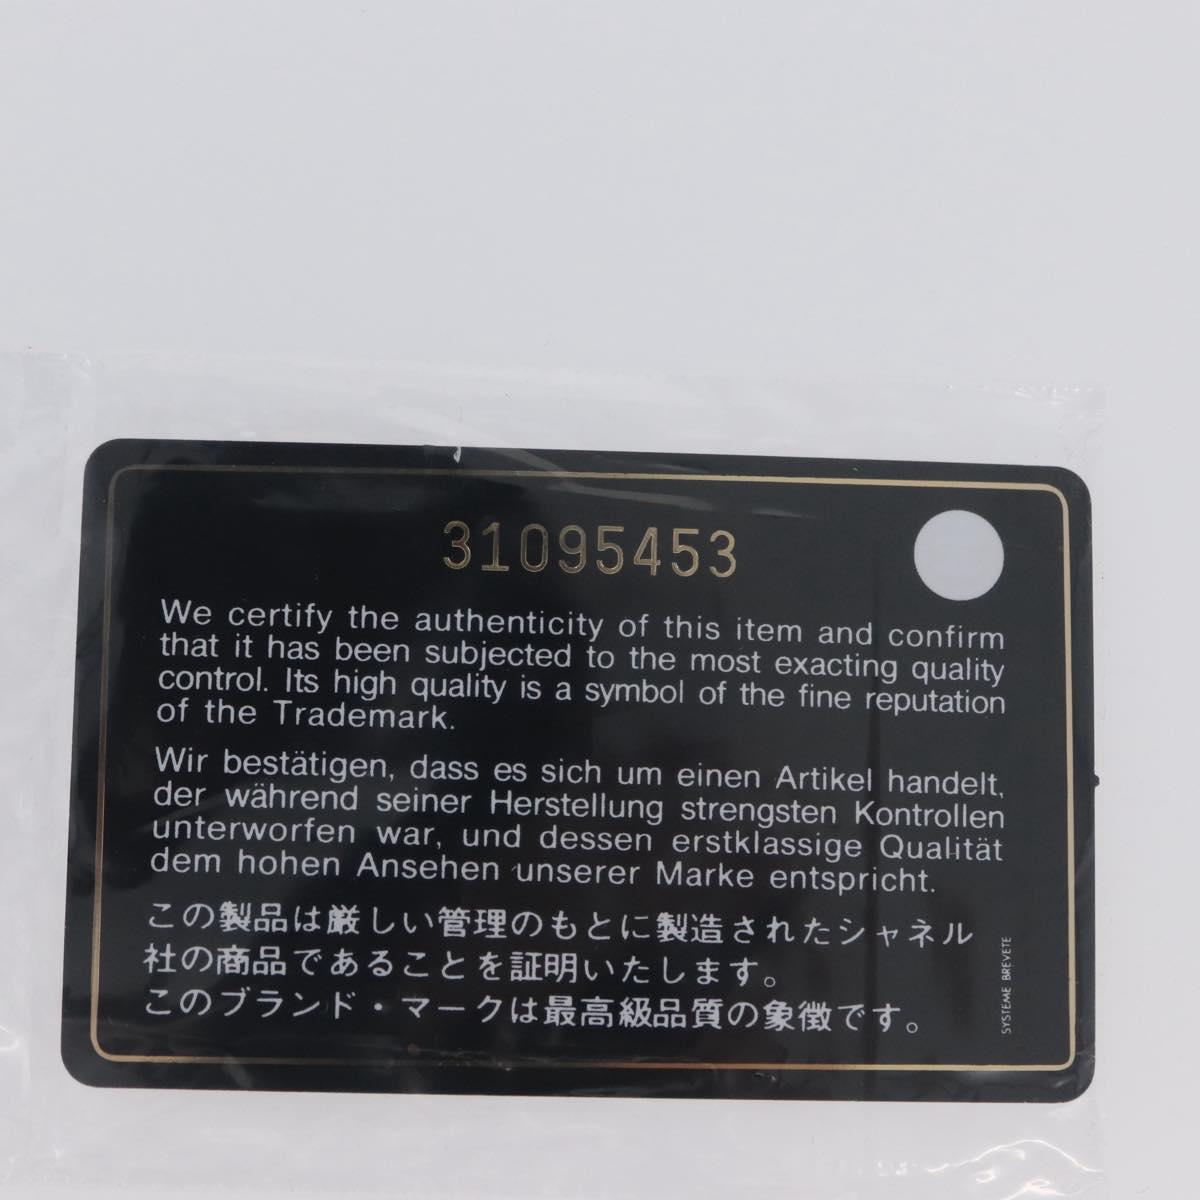 31095453
We certify the authenticity of this item and confirm
that it has been subjected to the most exacting quality
control. Its high quality is a symbol of the fine reputation
of the Trademark.
Wir bestätigen, dass es sich um einen Artikel handelt,
der während seiner Herstellung strengsten Kontrollen
unterworfen war, und dessen erstklassige Qualität
dem hohen Ansehen unserer Marke entspricht.
この製品は厳しい管理のもとに製造されたシャネル
社の商品であることを証明いたします。
このブランド・マークは最高級品質の象徴です。
SYSTEME BREVETE